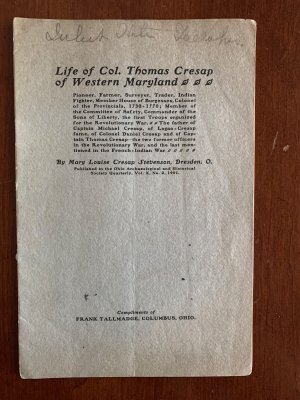 Life of Col. Thomas Cresap
of Western Maryland
Pioneer, Farmer, Surveyor, Trader, Indian
Fighter, Member House of Burgesses, Colonel
of the Provincials, 1730-1770; Member of
the Committee of Safety, Commander of the
Sons of Liberty, the first Troops organized
for the Revolutionary War. The father of
Captain Michael Cresap, of Logan-Cresap
fame, of Colonel Daniel Cresap and of Cap-
tain Thomas Cresap—the two former officers
in the Revolutionary War, and the last men-
tioned in the French-Indian War
By Mary Louise Cresap Stevenson, Dresden, O.
Published in the Ohio Archaeological and Historical
Society Quarterly, Vol. X, No. 2, 1901.
Compliments of
FRANK TALLMADGE, COLUMBUS, OHIO.